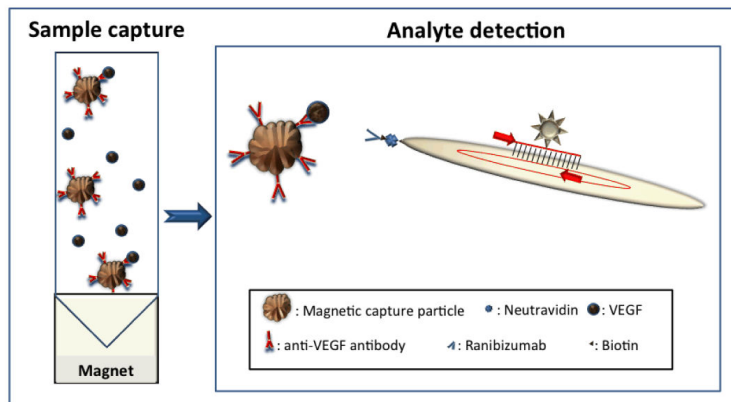 Sample capture
Analyte detection
: Magnetic capture particle
: Neutravidin
: VEGF
: anti-VEGF antibody
: Ranibizumab
: Biotin
Magnet